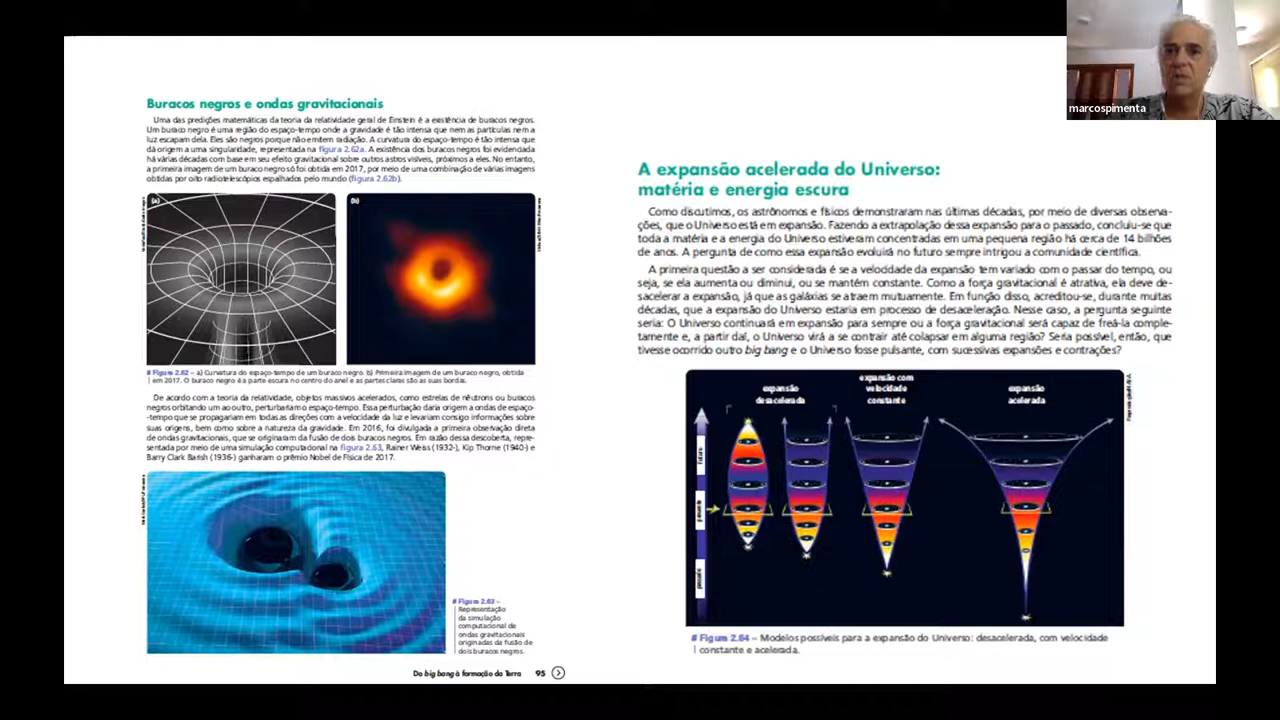 marcospimenta
Buracos negros e ondas gravitacionais
Uma das predições matemáticas da teoria da relatividade geral de Einstein é a existência de buracos negros.
Um buraco negro é uma região do espaço-tempo onde a gravidade é tão intensa que nem as partículas nem a
luz escapam dela. Eles são negros porque não emitem radiação. A curvatura do espaço-tempo é tão intensa que
dá origem a uma singularidade, representada na figura 2.62a. A existência dos buracos negros foi evidenciada
há várias décadas com base em seu efeito gravitacional sobre outros astros visíveis, próximos a eles. No entanto,
a primeira imagem de um buraco negro só foi obtida em 2017, por meio de uma combinação de várias imagens
obtidas por oito radiotelescópios espalhados pelo mundo (figura 2.62b).
(a)
(b)
# Figura 2.62 – a) Curvatura do espaço-tempo de um buraco negro. b) Primeira imagem de um buraco negro, obtida
em 2017. O buraco negro é a parte escura no centro do anel e as partes claras são as suas bordas.
De acordo com a teoria da relatividade, objetos massivos acelerados, como estrelas de nêutrons ou buracos
negros orbitando um ao outro, perturbariam o espaço-tempo. Essa perturbação daria origem a ondas de espaço-
-tempo que se propagariam em todas as direções com a velocidade da luz e levariam consigo informações sobre
suas origens, bem como sobre a natureza da gravidade. Em 2016, foi divulgada a primeira observação direta
de ondas gravitacionais, que se originaram da fusão de dois buracos negros. Em razão dessa descoberta, repre-
sentada por meio de uma simulação computacional na figura 2.63, Rainer Weiss (1932-), Kip Thorne (1940-) e
Barry Clark Barish (1936-) ganharam o prêmio Nobel de Física de 2017.
# Figura 2.63 –
Representação
da simulação
computacional de
ondas gravitacionais
originadas da fusão de
dois buracos negros.
Do big bang à formação da Terra 95
A expansão acelerada do Universo:
matéria e energia escura
Como discutimos, os astrônomos e físicos demonstraram nas últimas décadas, por meio de diversas observa-
ções, que o Universo está em expansão. Fazendo a extrapolação dessa expansão para o passado, concluiu-se que
toda a matéria e a energia do Universo estiveram concentradas em uma pequena região há cerca de 14 bilhões
de anos. A pergunta de como essa expansão evoluirá no futuro sempre intrigou a comunidade científica.
A primeira questão a ser considerada é se a velocidade da expansão tem variado com o passar do tempo, ou
seja, se ela aumenta ou diminui, ou se mantém constante. Como a força gravitacional é atrativa, ela deve de-
sacelerar a expansão, já que as galáxias se atraem mutuamente. Em função disso, acreditou-se, durante muitas
décadas, que a expansão do Universo estaria em processo de desaceleração. Nesse caso, a pergunta seguinte
seria: O Universo continuará em expansão para sempre ou a força gravitacional será capaz de freá-la comple-
tamente e, a partir daí, o Universo virá a se contrair até colapsar em alguma região? Seria possível, então, que
tivesse ocorrido outro big bang e o Universo fosse pulsante, com sucessivas expansões e contrações?
expansão
desacelerada
expansão com
velocidade
constante
expansão
acelerada
futuro
presente
passado
# Figura 2.64 – Modelos possíveis para a expansão do Universo: desacelerada, com velocidade
constante e acelerada.